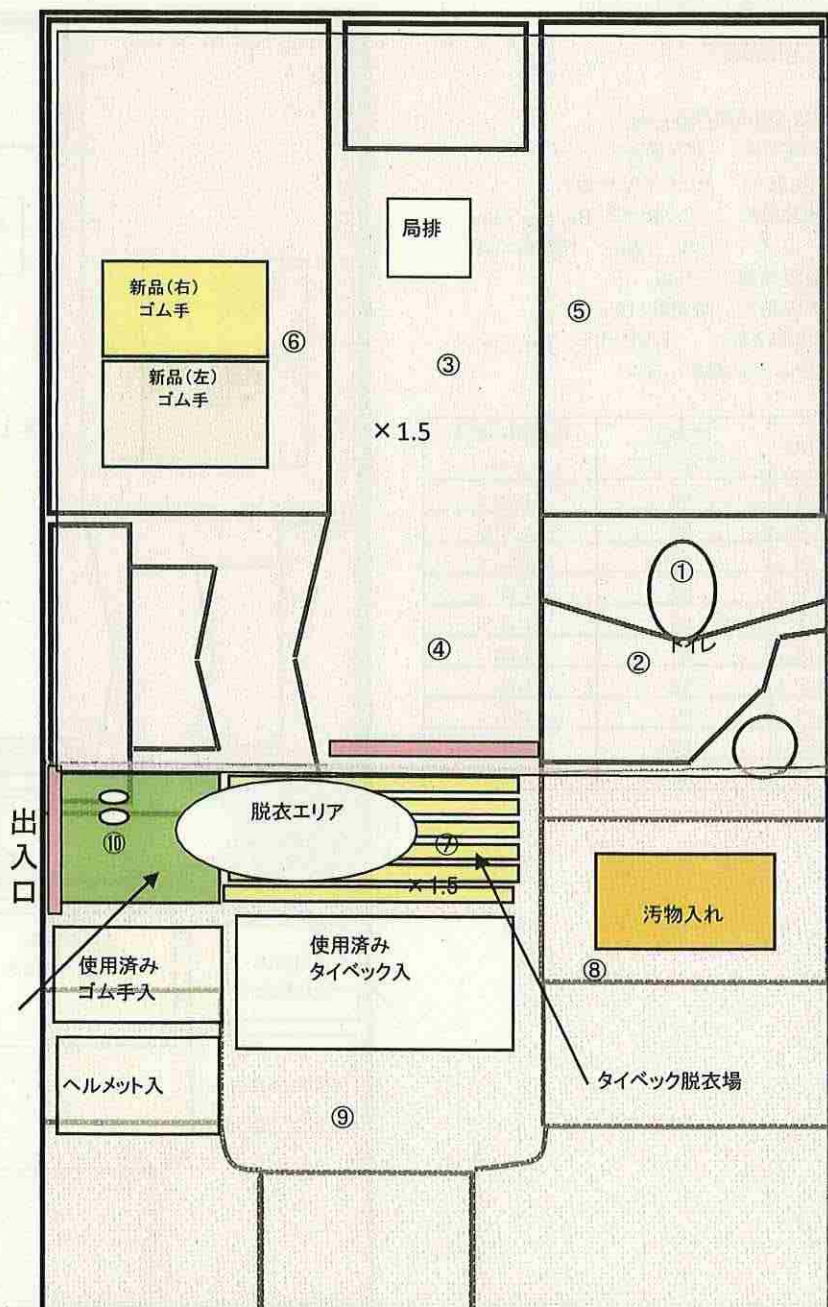 局排
新品(右)
ゴム手
⑥
⑤
新品(左)
ゴム手
③
×1.5
①
トイレ
②
④
出入口
脱衣エリア
⑩
⑦
×1.5
汚物入れ
使用済み
ゴム手入
使用済み
タイベック入
⑧
ヘルメット入
タイベック脱衣場
⑨